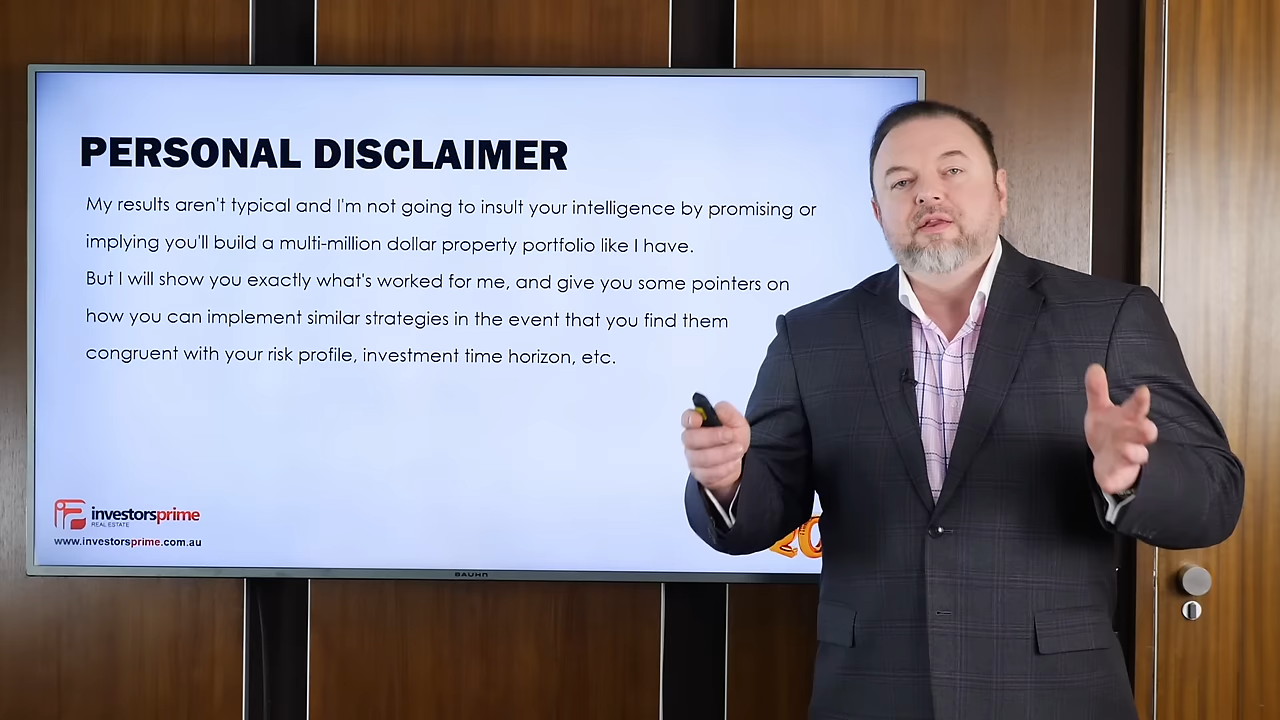 PERSONAL DISCLAIMER
My results aren't typical and I'm not going to insult your intelligence by promising or
implying you'll build a multi-million dollar property portfolio like I have.
But I will show you exactly what's worked for me, and give you some pointers on
how you can implement similar strategies in the event that you find them
congruent with your risk profile, investment time horizon, etc.
investorsprime
REAL ESTATE
www.investorsprime.com.au
BAUHN